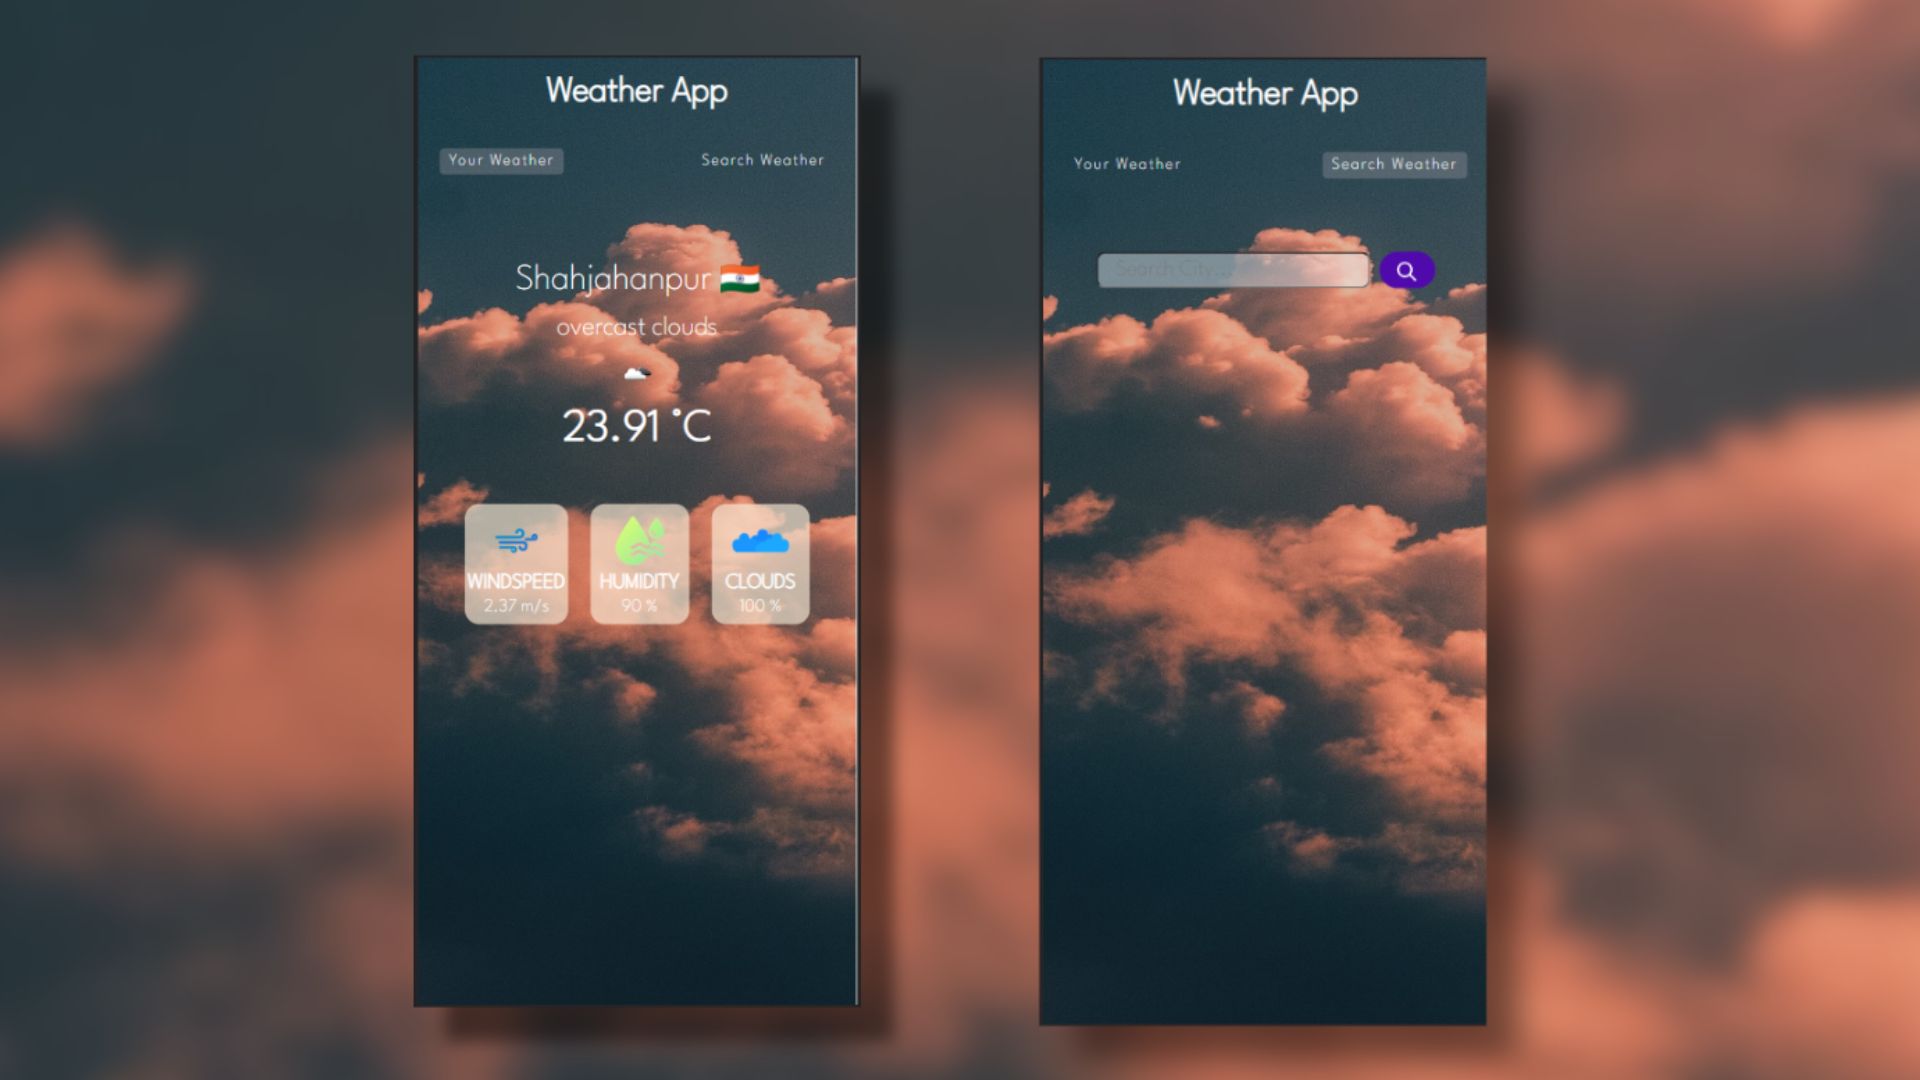 Weather App
Your Weather
Search Weather
Shahjahanpur
overcast clouds
23.91 °C
WINDSPEED
2.37 m/s
HUMIDITY
90 %
CLOUDS
100 %
Weather App
Your Weather
Search Weather
Search City...